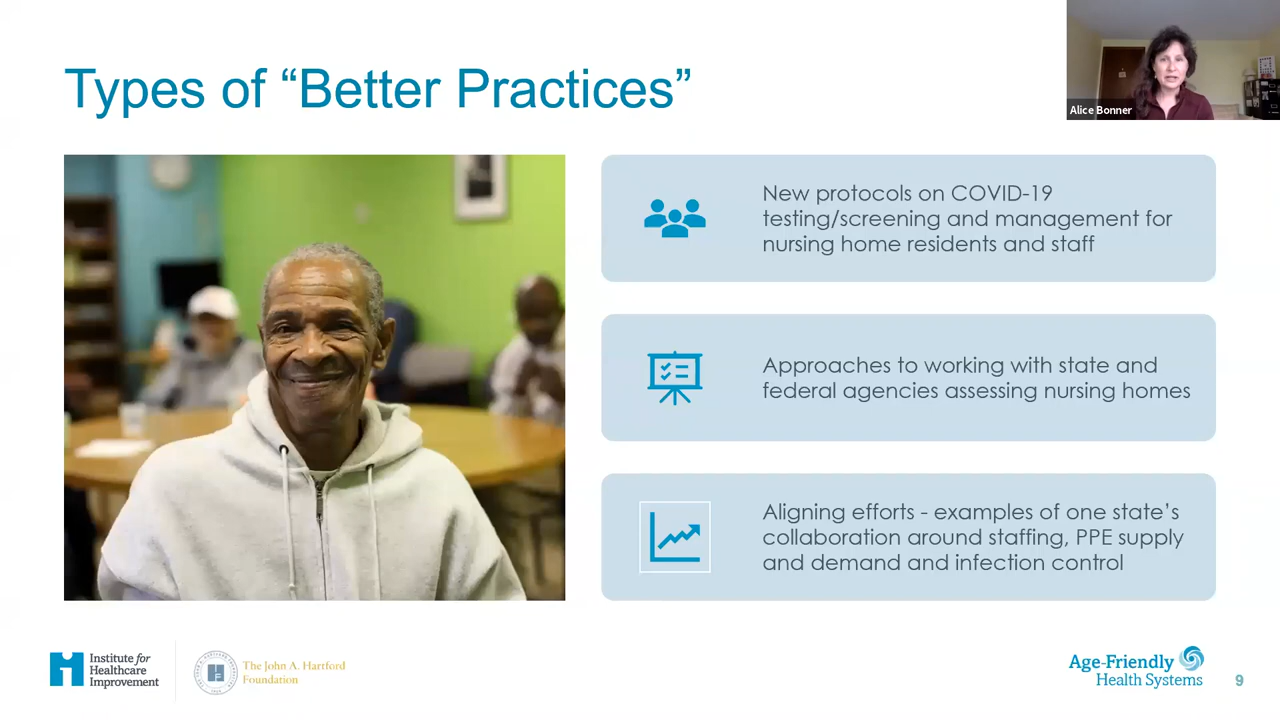 Types of “Better Practices”
Alice Bonner
New protocols on COVID-19
testing/screening and management for
nursing home residents and staff
Approaches to working with state and
federal agencies assessing nursing homes
Aligning efforts - examples of one state’s
collaboration around staffing, PPE supply
and demand and infection control
Institute for
Healthcare
Improvement
The John A. Hartford
Foundation
Age-Friendly
Health Systems
9